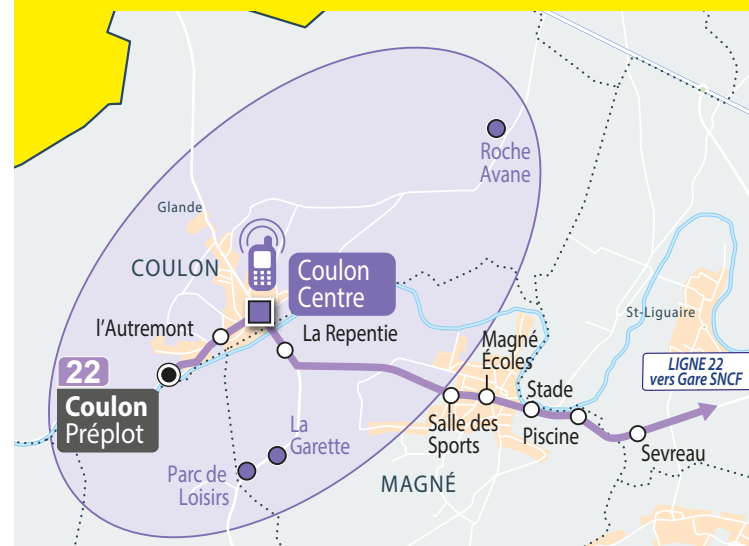 Roche
Avane
Glande
COULON
Coulon
Centre
St-Liguaire
l'Autremont
La Repentie
Magné
Écoles
LIGNE 22
vers Gare SNCF
22
Coulon
Préplot
Stade
La
Garette
Salle des
Sports
Piscine
Sevreau
Parc de
Loisirs
MAGNÉ